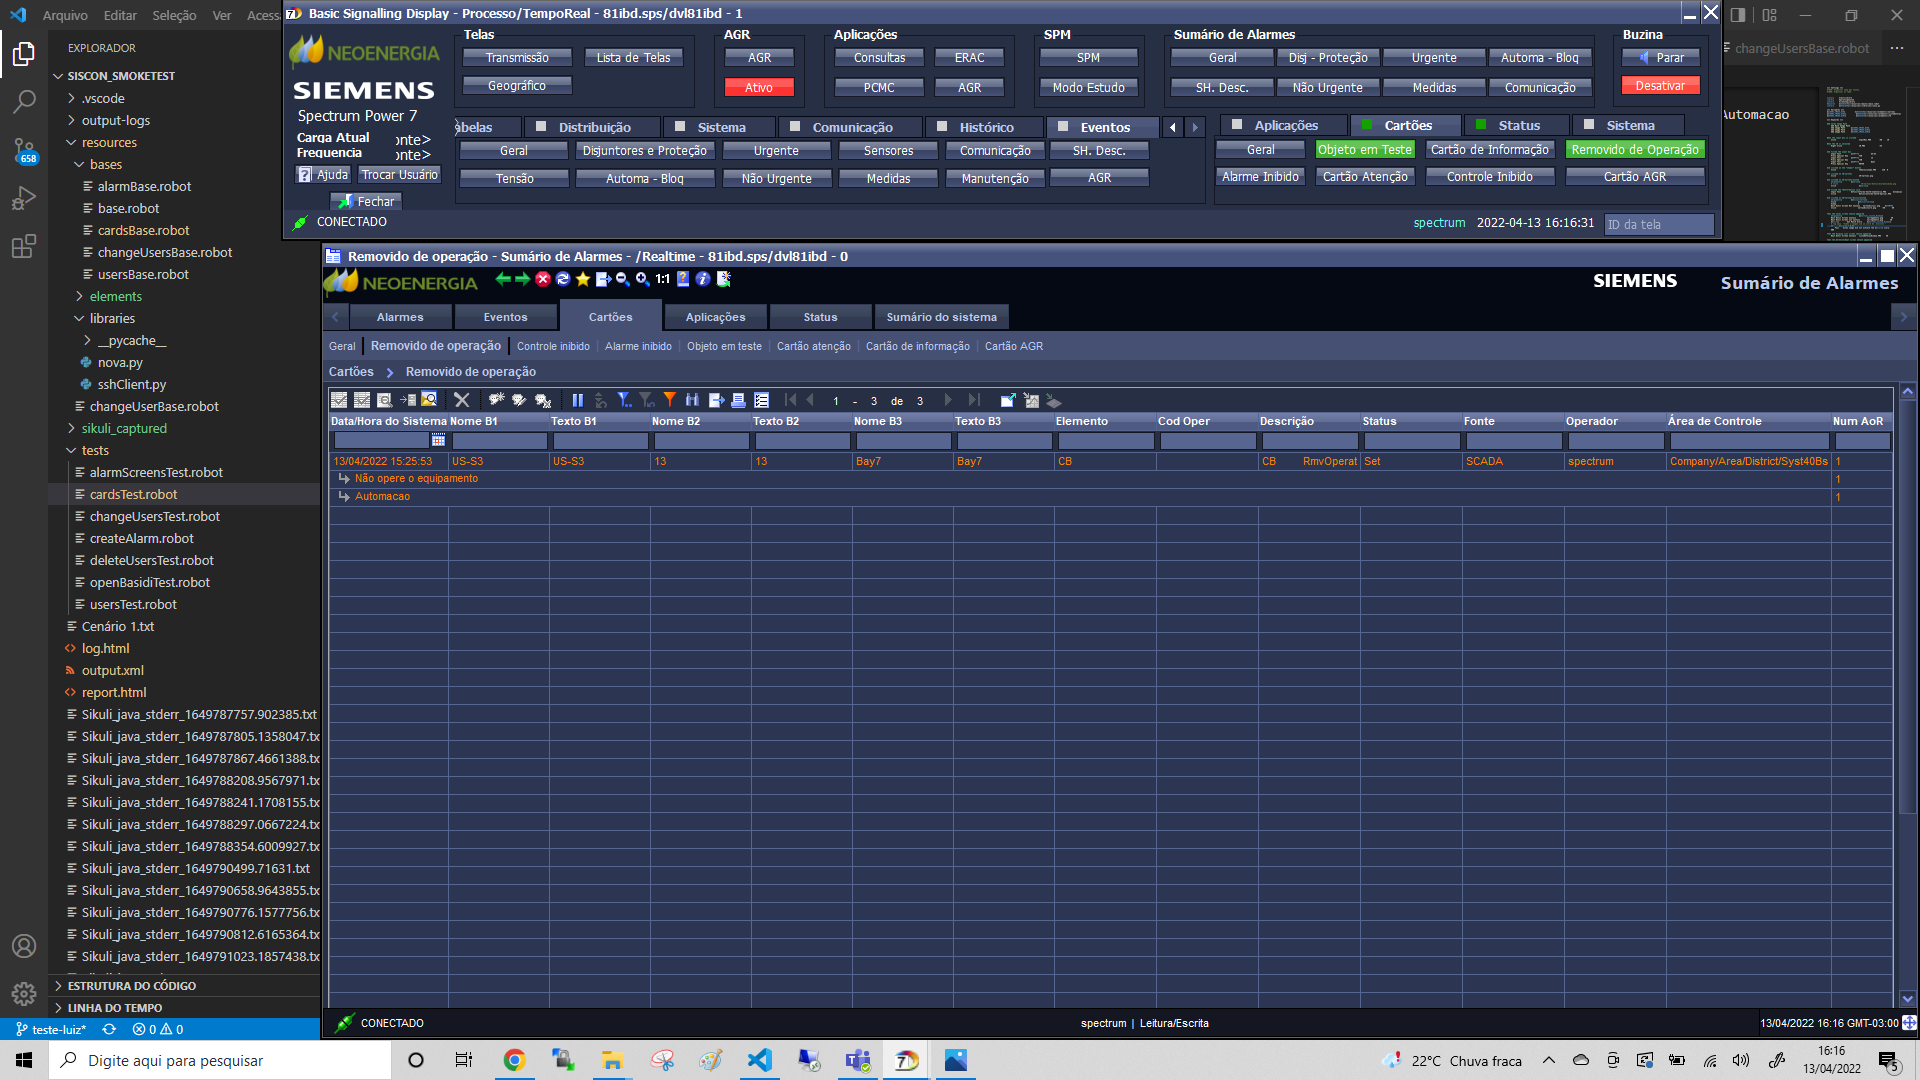 Arquivo Editar Seleção Ver Acess
Basic Signalling Display - Processo/TempoReal - 81ibd.sps/dvl81ibd - 1
NEOENERGIA
SIEMENS
Spectrum Power 7
Carga Atual
Frequencia
onte>
onte>
Ajuda Trocar Usuário
Fechar
CONECTADO
Telas
Transmissão Lista de Telas
Geográfico
AGR
AGR
Ativo
Aplicações
Consultas ERAC
PCMC AGR
SPM
SPM
Modo Estudo
Sumário de Alarmes
Geral Disj - Proteção Urgente Automa - Bloq
SH. Desc. Não Urgente Medidas Comunicação
Buzina
Parar
Desativar
abelas Distribuição Sistema Comunicação Histórico Eventos
Geral Disjuntores e Proteção Urgente Sensores Comunicação SH. Desc.
Tensão Automa - Bloq Não Urgente Medidas Manutenção AGR
Aplicações Cartões Status Sistema
Geral Objeto em Teste Cartão de Informação Removido de Operação
Alarme Inibido Cartão Atenção Controle Inibido Cartão AGR
spectrum 2022-04-13 16:16:31 ID da tela
changeUsersBase.robot
Automacao
EXPLORADOR
SISCON_SMOKETEST
.vscode
output-logs
resources
bases
alarmBase.robot
base.robot
cardsBase.robot
changeUsersBase.robot
usersBase.robot
elements
libraries
__pycache__
nova.py
sshClient.py
changeUserBase.robot
sikuli_captured
tests
alarmScreensTest.robot
cardsTest.robot
changeUsersTest.robot
createAlarm.robot
deleteUsersTest.robot
openBasidiTest.robot
usersTest.robot
Cenário 1.txt
log.html
output.xml
report.html
Sikuli_java_stderr_1649787757.902385.txt
Sikuli_java_stderr_1649787805.1358047.tx
Sikuli_java_stderr_1649787867.4661388.tx
Sikuli_java_stderr_1649788208.9567971.tx
Sikuli_java_stderr_1649788241.1708155.tx
Sikuli_java_stderr_1649788297.0667224.tx
Sikuli_java_stderr_1649788354.6009927.tx
Sikuli_java_stderr_1649790499.71631.txt
Sikuli_java_stderr_1649790658.9643855.tx
Sikuli_java_stderr_1649790776.1577756.tx
Sikuli_java_stderr_1649790812.6165364.tx
Sikuli_java_stderr_1649791023.1857438.tx
ESTRUTURA DO CÓDIGO
LINHA DO TEMPO
658
teste-luiz* 0 0
Removido de operação - Sumário de Alarmes - /Realtime - 81ibd.sps/dvl81ibd - 0
NEOENERGIA 1:1 SIEMENS Sumário de Alarmes
Alarmes Eventos Cartões Aplicações Status Sumário do sistema
Geral Removido de operação Controle inibido Alarme inibido Objeto em teste Cartão atenção Cartão de informação Cartão AGR
Cartões Removido de operação
1 - 3 de 3
Data/Hora do Sistema Nome B1 Texto B1 Nome B2 Texto B2 Nome B3 Texto B3 Elemento Cod Oper Descrição Status Fonte Operador Área de Controle Num AoR
13/04/2022 15:25:53 US-S3 US-S3 13 13 Bay7 Bay7 CB CB RmvOperat Set SCADA spectrum Company/Area/District/Syst40Bs 1
Não opere o equipamento 1
Automacao 1
CONECTADO spectrum | Leitura/Escrita 13/04/2022 16:16 GMT-03:00
Digite aqui para pesquisar
22°C Chuva fraca
16:16
13/04/2022
5